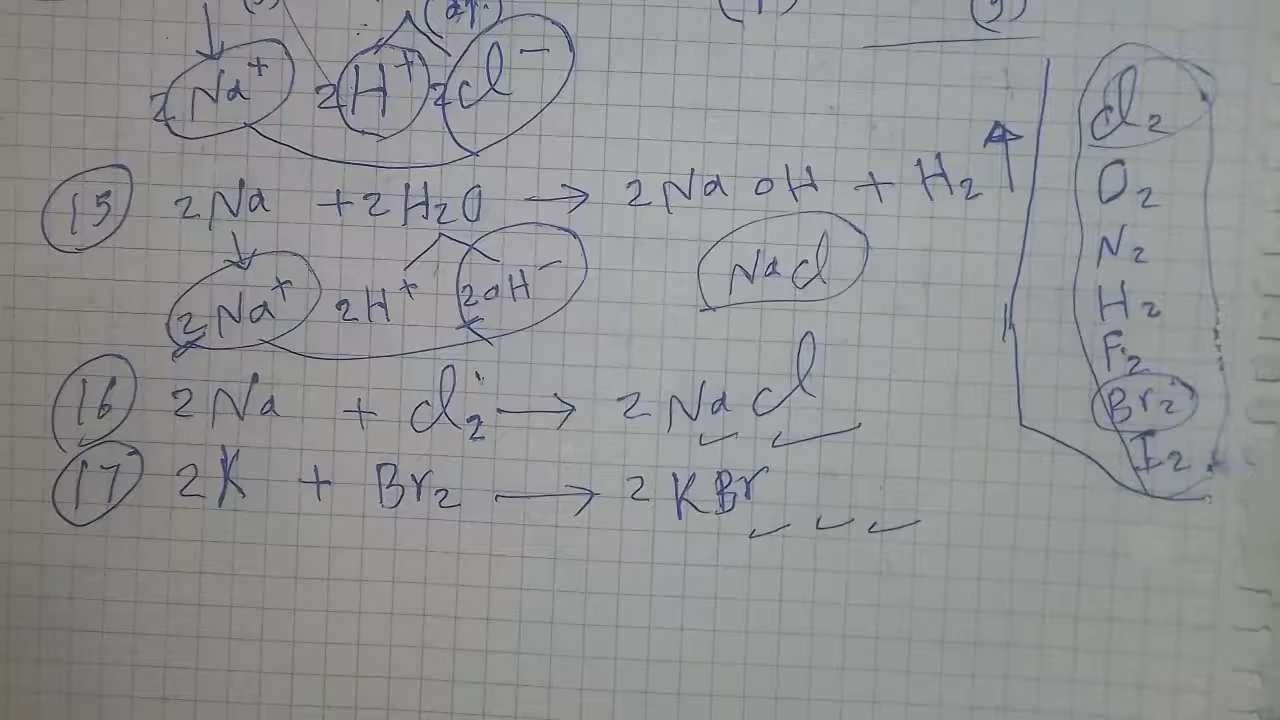 (aq.)
2Na⁺ 2H⁺ 2Cl⁻
15 2Na + 2H₂O → 2NaOH + H₂ ↑
2Na⁺ 2H⁺ 2OH⁻
NaCl
16 2Na + Cl₂ → 2NaCl
17 2K + Br₂ → 2KBr
Cl₂
O₂
N₂
H₂
F₂
Br₂
I₂